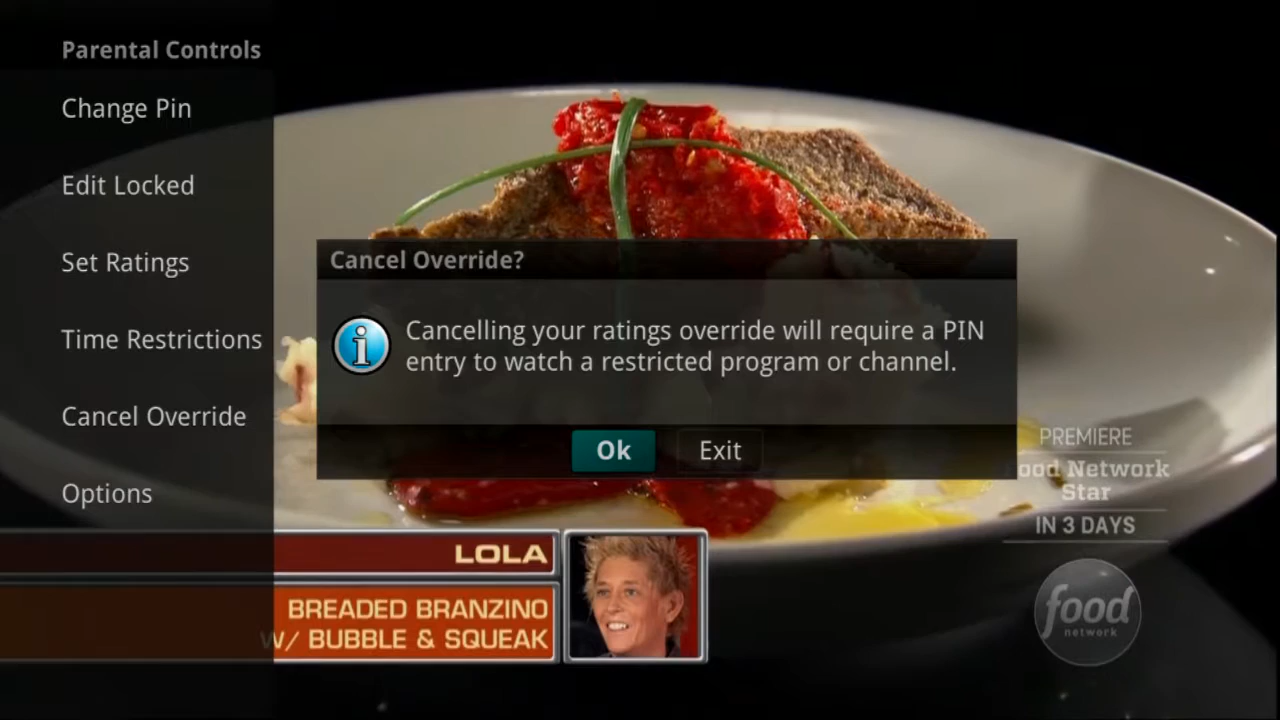 Parental Controls
Change Pin
Edit Locked
Set Ratings
Time Restrictions
Cancel Override
Options
Cancel Override?
Cancelling your ratings override will require a PIN
entry to watch a restricted program or channel.
Ok
Exit
PREMIERE
ood Network
Star
IN 3 DAYS
food
network
LOLA
BREADED BRANZINO
W/ BUBBLE & SQUEAK